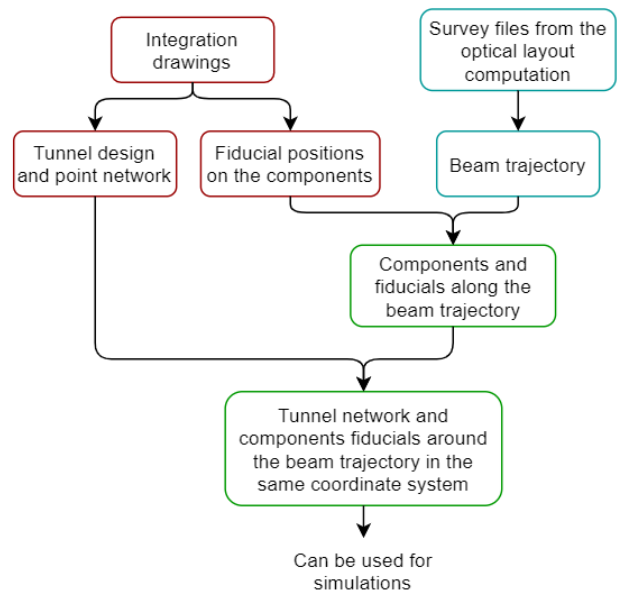 Integration
drawings
Survey files from the
optical layout
computation
Tunnel design
and point network
Fiducial positions
on the components
Beam trajectory
Components and
fiducials along the
beam trajectory
Tunnel network and
components fiducials around
the beam trajectory in the
same coordinate system
Can be used for
simulations